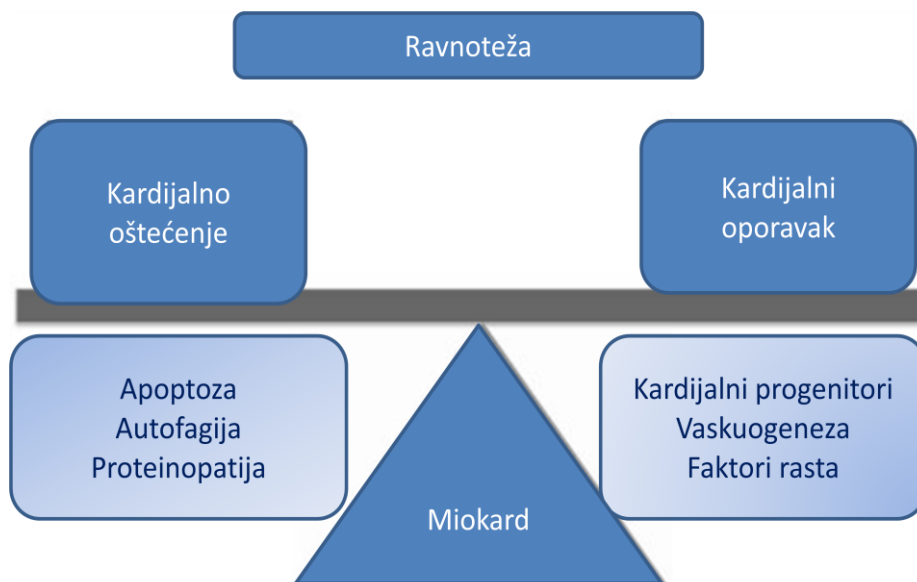 Ravnoteža
Kardijalno
oštećenje
Kardijalni
oporavak
Apoptoza
Autofagija
Proteinopatija
Kardijalni progenitori
Vaskuogeneza
Faktori rasta
Miokard